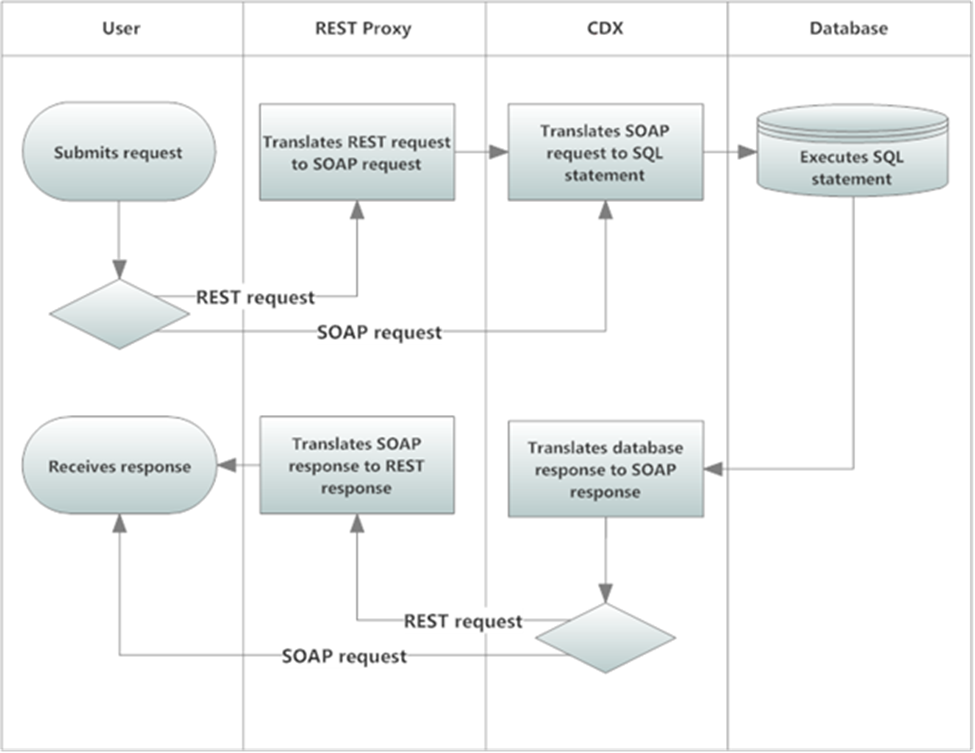 User
REST Proxy
CDX
Database
Submits request
Translates REST request
to SOAP request
Translates SOAP
request to SQL
statement
Executes SQL
statement
REST request
SOAP request
Receives response
Translates SOAP
response to REST
response
Translates database
response to SOAP
response
REST request
SOAP request